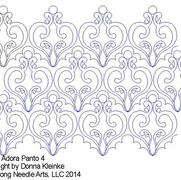 Adora Panto 4
ght by Donna Kleinke
ong Needle Arts, LLC 2014